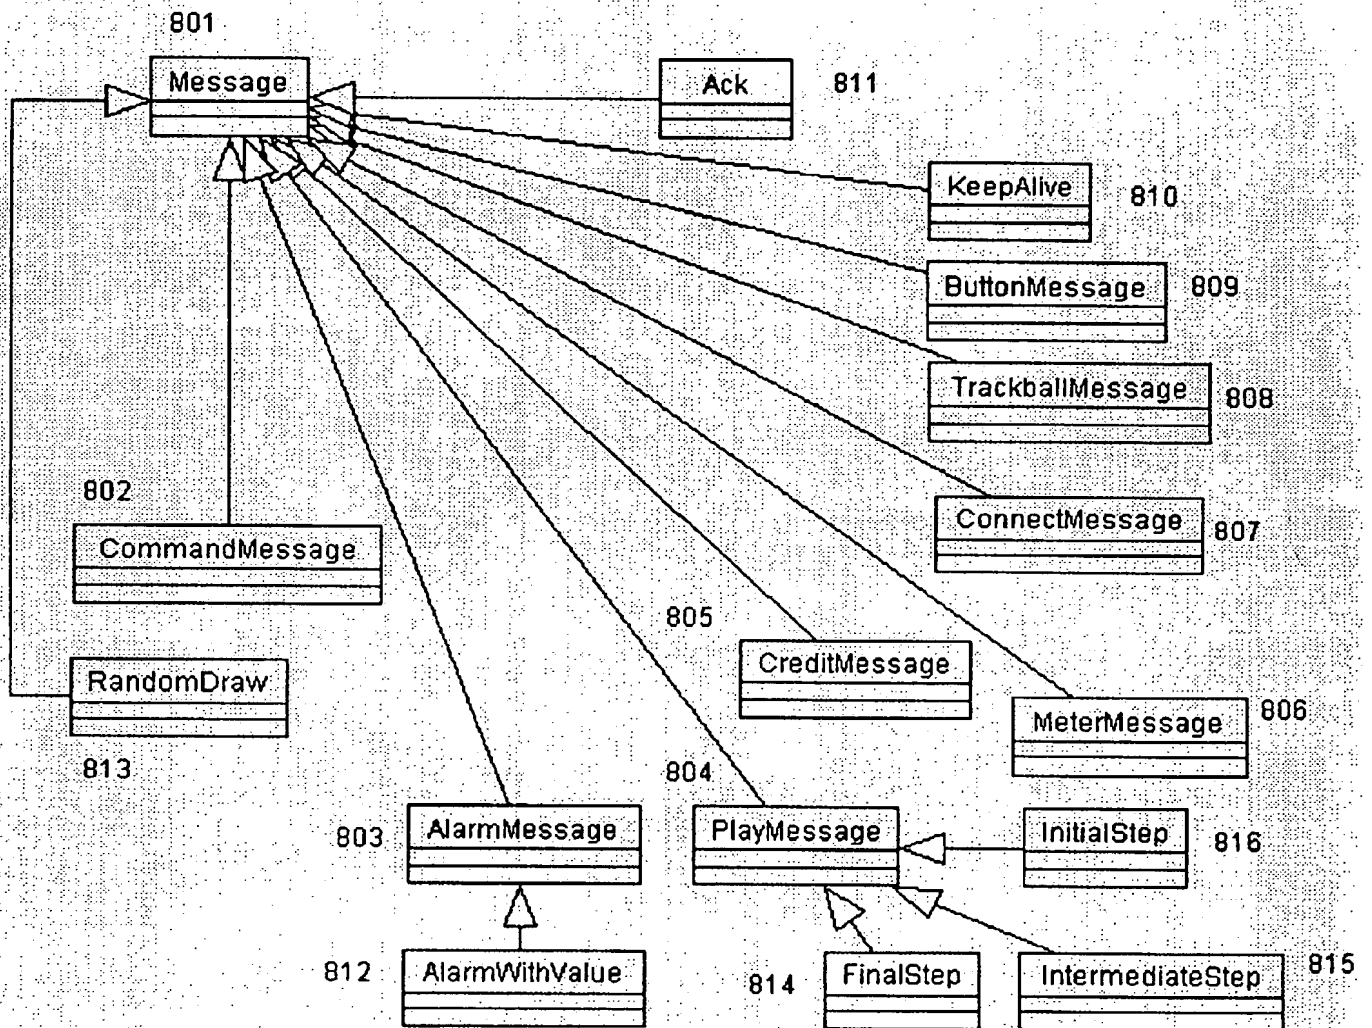 801
Message
Ack
811
KeepAlive
810
ButtonMessage
809
TrackballMessage
808
802
CommandMessage
ConnectMessage
807
805
CreditMessage
RandomDraw
MeterMessage
806
813
804
803
AlarmMessage
PlayMessage
InitialStep
816
812
AlarmWithValue
814
FinalStep
IntermediateStep
815